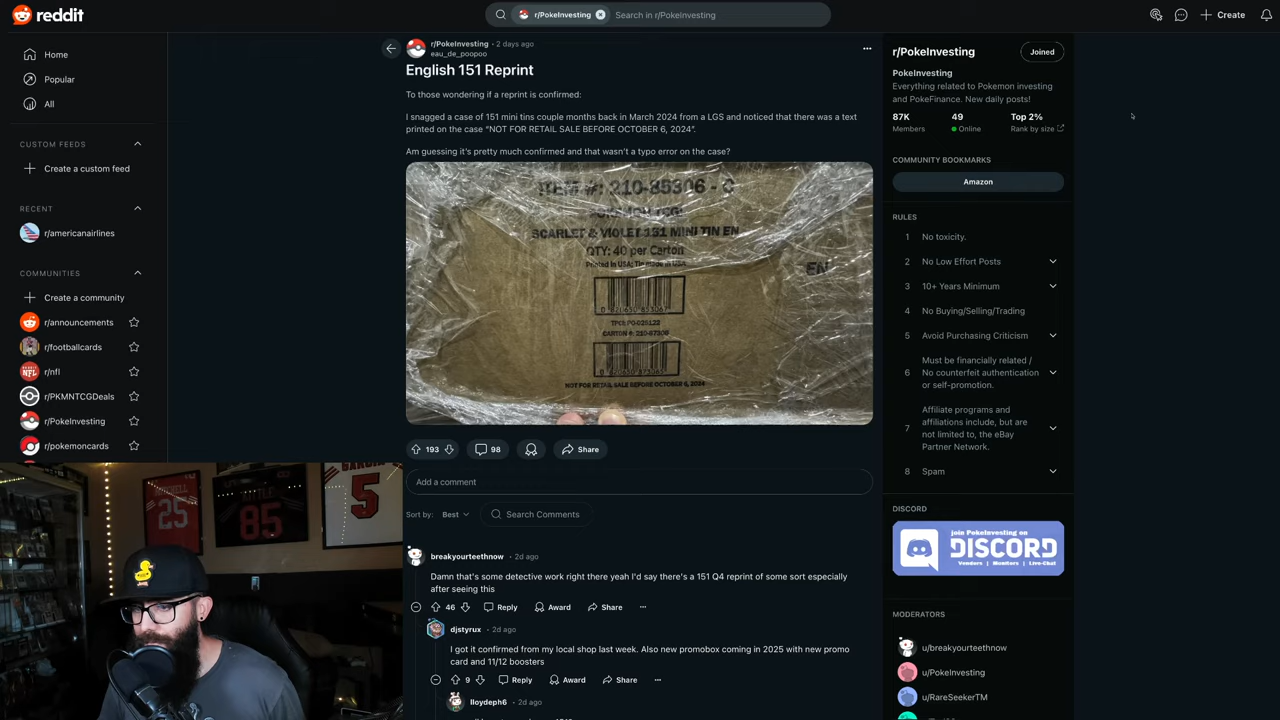 reddit
r/PokeInvesting
Search in r/PokeInvesting
Create
Home
Popular
All
CUSTOM FEEDS
Create a custom feed
RECENT
r/americanairlines
COMMUNITIES
Create a community
r/announcements
r/footballcards
r/nfl
r/PKMNTCGDeals
r/PokeInvesting
r/pokemoncards
r/PokeInvesting • 2 days ago
eau_de_poopoo
English 151 Reprint
To those wondering if a reprint is confirmed:
I snagged a case of 151 mini tins couple months back in March 2024 from a LGS and noticed that there was a text
printed on the case “NOT FOR RETAIL SALE BEFORE OCTOBER 6, 2024”.
Am guessing it's pretty much confirmed and that wasn't a typo error on the case?
ITEM #: 210-85306 - C
SCARLET & VIOLET 151 MINI TIN EN
QTY: 40 per Carton
Printed in USA; Tin made in USA
EN
CARTON #: 210-87306
NOT FOR RETAIL SALE BEFORE OCTOBER 6, 2024
193
98
Share
Add a comment
Sort by: Best
Search Comments
breakyourteethnow • 2d ago
Damn that's some detective work right there yeah I'd say there's a 151 Q4 reprint of some sort especially
after seeing this
46 Reply Award Share
djstyrux • 2d ago
I got it confirmed from my local shop last week. Also new promobox coming in 2025 with new promo
card and 11/12 boosters
9 Reply Award Share
lloydeph6 • 2d ago
r/PokeInvesting
Joined
PokeInvesting
Everything related to Pokemon investing
and PokeFinance. New daily posts!
87K 49 Top 2%
Members Online Rank by size
COMMUNITY BOOKMARKS
Amazon
RULES
1 No toxicity.
2 No Low Effort Posts
3 10+ Years Minimum
4 No Buying/Selling/Trading
5 Avoid Purchasing Criticism
6 Must be financially related /
No counterfeit authentication
or self-promotion.
7 Affiliate programs and
affiliations include, but are
not limited to, the eBay
Partner Network.
8 Spam
DISCORD
join PokeInvesting on
DISCORD
Vendors | Monitors | Live-Chat
MODERATORS
u/breakyourteethnow
u/PokeInvesting
u/RareSeekerTM
25
85
5